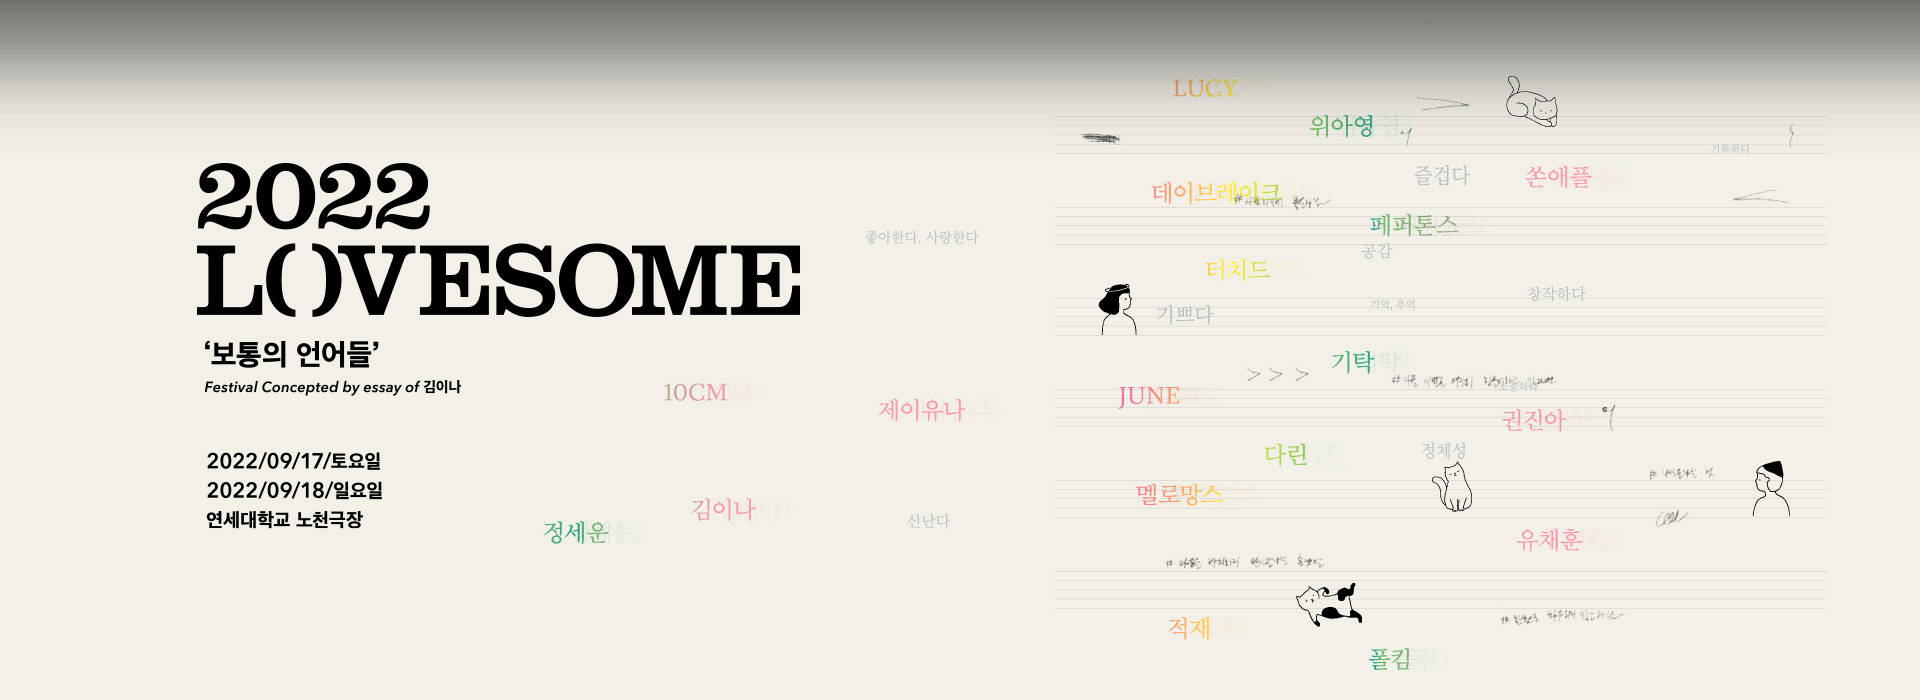 2022
L( )VESOME
‘보통의 언어들’
Festival Concepted by essay of 김이나
2022/09/17/토요일
2022/09/18/일요일
연세대학교 노천극장
좋아한다. 사랑한다
10CM
제이유나
김이나
신난다
정세운
LUCY
위아영
기특하다
즐겁다
쏜애플
데이브레이크
페퍼톤스
공감
터치드
창작하다
기억, 추억
기쁘다
기탁
JUNE
권진아
다린
정체성
멜로망스
유채훈
적재
폴킴